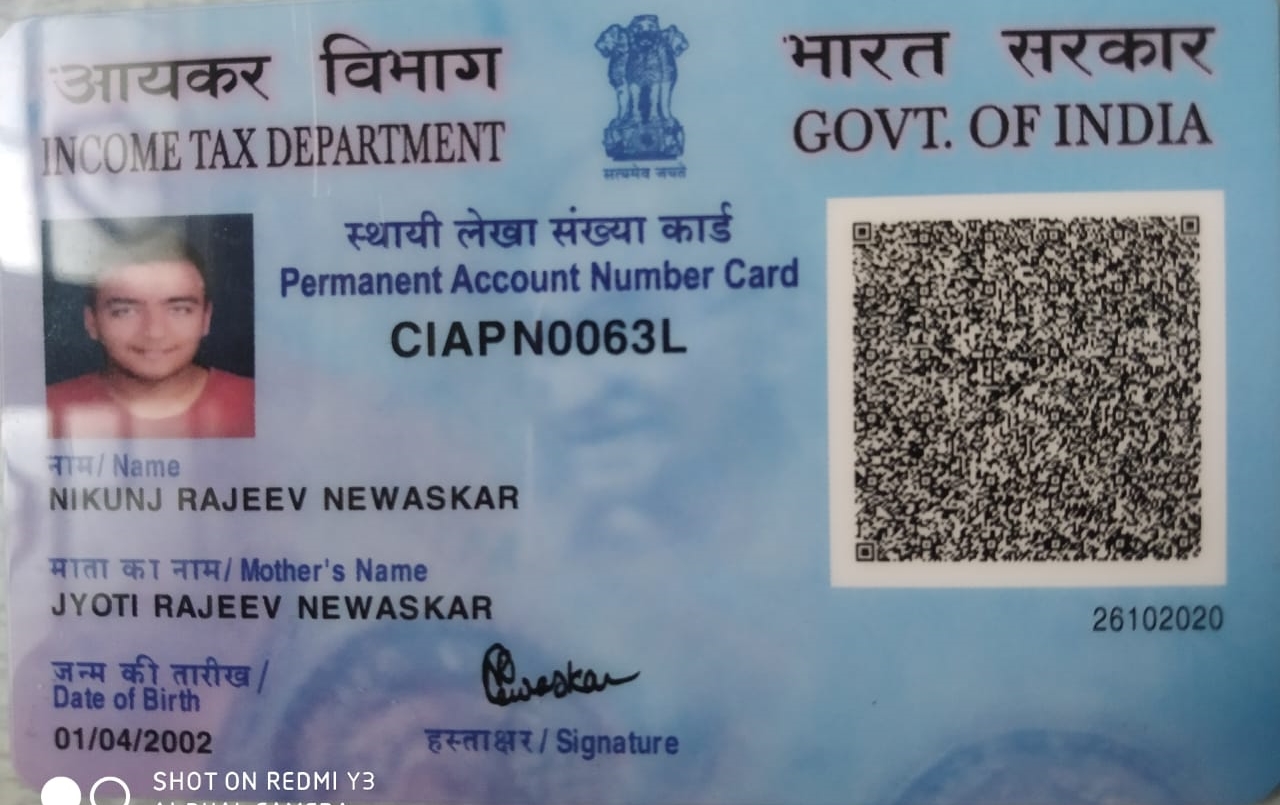 आयकर विभाग
INCOME TAX DEPARTMENT
सत्यमेव जयते
भारत सरकार
GOVT. OF INDIA
स्थायी लेखा संख्या कार्ड
Permanent Account Number Card
CIAPN0063L
नाम/ Name
NIKUNJ RAJEEV NEWASKAR
माता का नाम/ Mother's Name
JYOTI RAJEEV NEWASKAR
26102020
जन्म की तारीख /
Date of Birth
01/04/2002
हस्ताक्षर / Signature
SHOT ON REDMI Y3